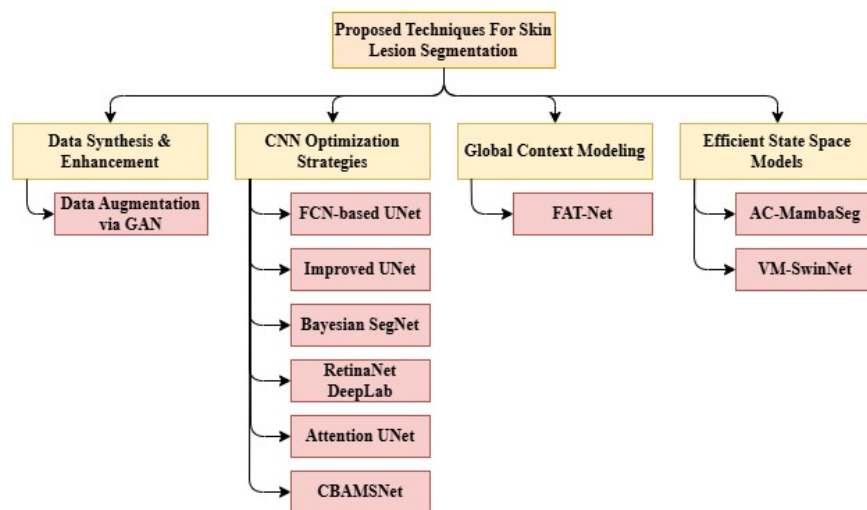 Proposed Techniques For Skin
Lesion Segmentation
Data Synthesis &
Enhancement
Data Augmentation
via GAN
CNN Optimization
Strategies
FCN-based UNet
Improved UNet
Bayesian SegNet
RetinaNet
DeepLab
Attention UNet
CBAMSNet
Global Context Modeling
FAT-Net
Efficient State Space
Models
AC-MambaSeg
VM-SwinNet